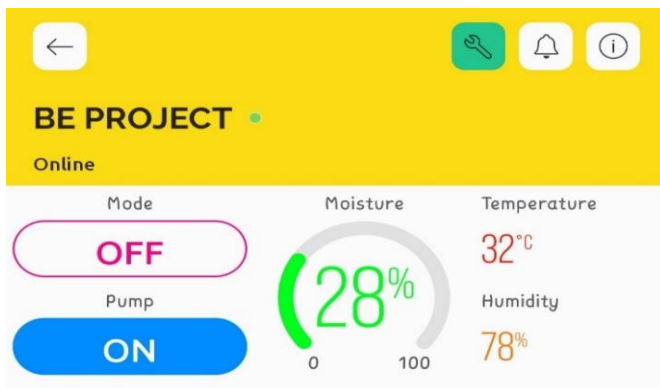 BE PROJECT
Online
Mode
OFF
Pump
ON
Moisture
28%
0 100
Temperature
32°C
Humidity
78%